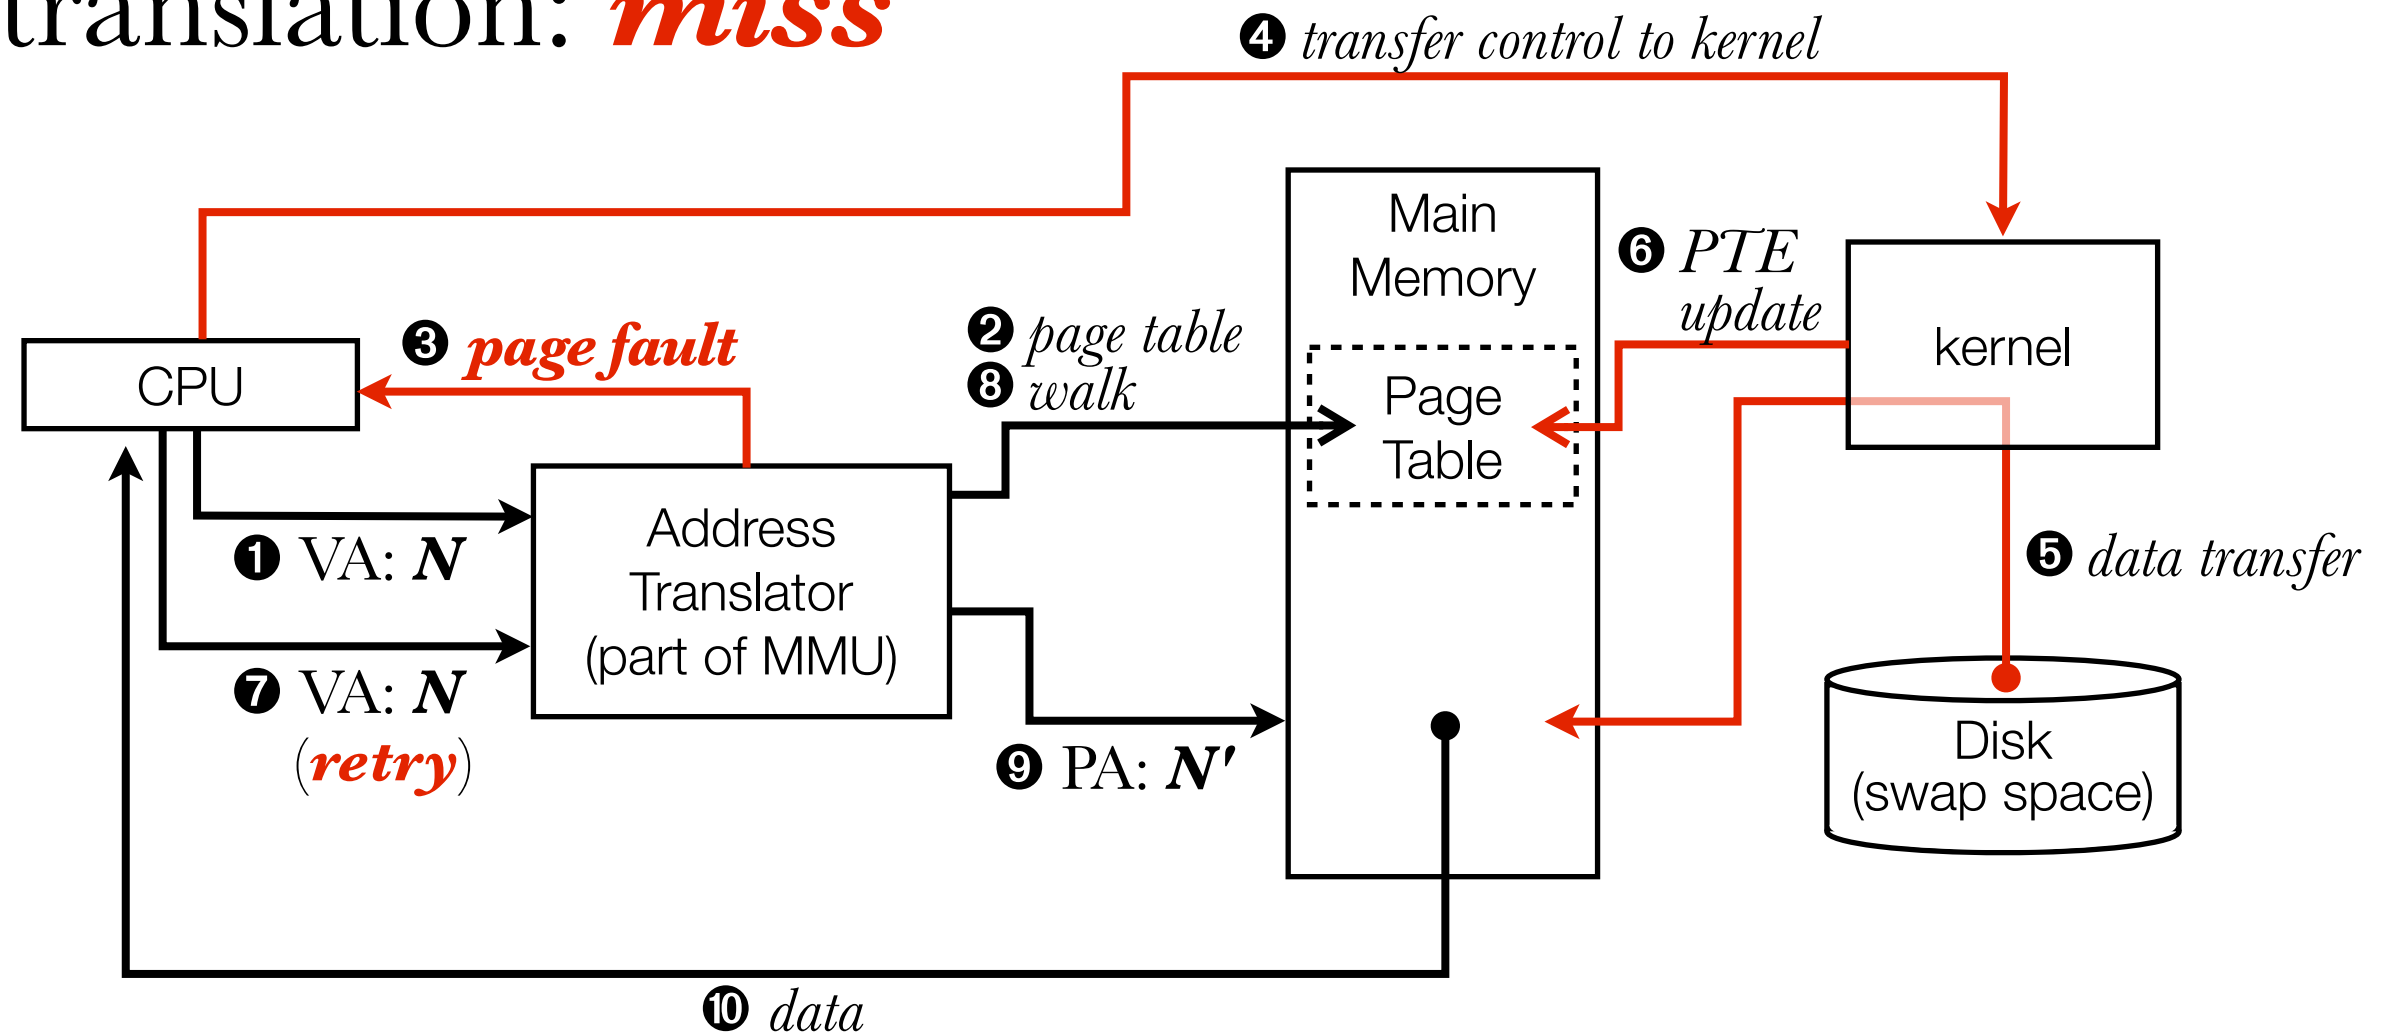 translation: miss
❹ transfer control to kernel
Main
Memory
❻ PTE
update
kernel
❸ page fault
❷ page table
❽ walk
CPU
Page
Table
❶ VA: N
Address
Translator
(part of MMU)
❺ data transfer
❼ VA: N
(retry)
❾ PA: N'
Disk
(swap space)
❿ data